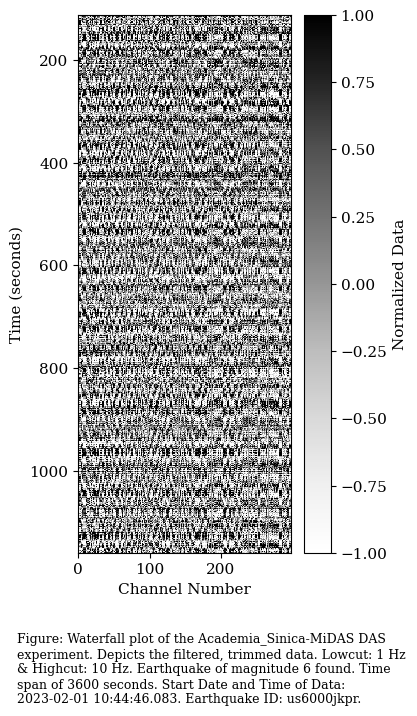 200
400
600
800
1000
Time (seconds)
0
100
200
Channel Number
1.00
0.75
0.50
0.25
0.00
−0.25
−0.50
−0.75
−1.00
Normalized Data
Figure: Waterfall plot of the Academia_Sinica-MiDAS DAS
experiment. Depicts the filtered, trimmed data. Lowcut: 1 Hz
& Highcut: 10 Hz. Earthquake of magnitude 6 found. Time
span of 3600 seconds. Start Date and Time of Data:
2023-02-01 10:44:46.083. Earthquake ID: us6000jkpr.